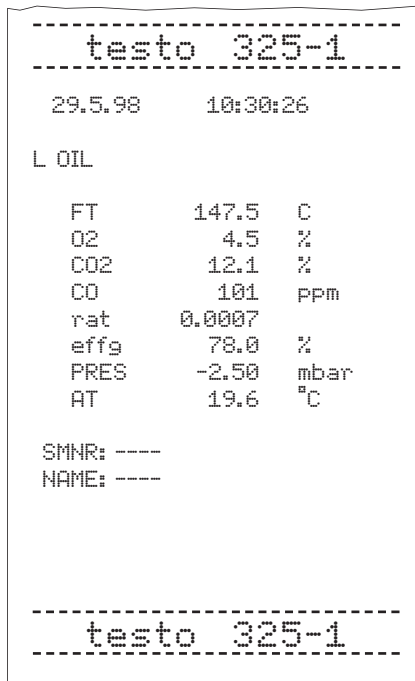 testo 325-1
29.5.98 10:30:26
L OIL
FT 147.5 C
O2 4.5 %
CO2 12.1 %
CO 101 ppm
rat 0.0007
effg 78.0 %
PRES -2.50 mbar
AT 19.6 °C
SMNR: ----
NAME: ----
testo 325-1